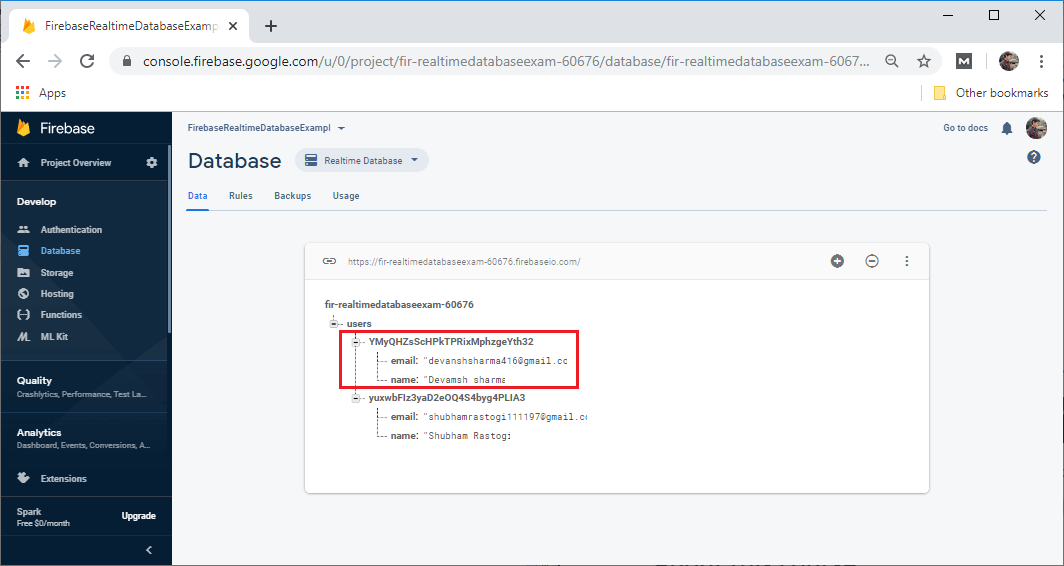 FirebaseRealtimeDatabaseExamp
console.firebase.google.com/u/0/project/fir-realtimedatabaseexam-60676/database/fir-realtimedatabaseexam-6067...
M
Apps
Other bookmarks
Firebase
FirebaseRealtimeDatabaseExampl
Go to docs
Project Overview
Database
Realtime Database
?
Data Rules Backups Usage
Develop
Authentication
Database
Storage
Hosting
Functions
ML Kit
https://fir-realtimedatabaseexam-60676.firebaseio.com/
fir-realtimedatabaseexam-60676
users
YMyQHZsScHPkTPRixMphzgeYth32
email: "devanshsharma416@gmail.cc
name: "Devamsh sharma
yuxwbFIz3yaD2eOQ4S4byg4PLIA3
email: "shubhamrastogi111197@gmail.c
name: "Shubham Rastogi
Quality
Crashlytics, Performance, Test La...
Analytics
Dashboard, Events, Conversions, A...
Extensions
Spark
Free $0/month
Upgrade